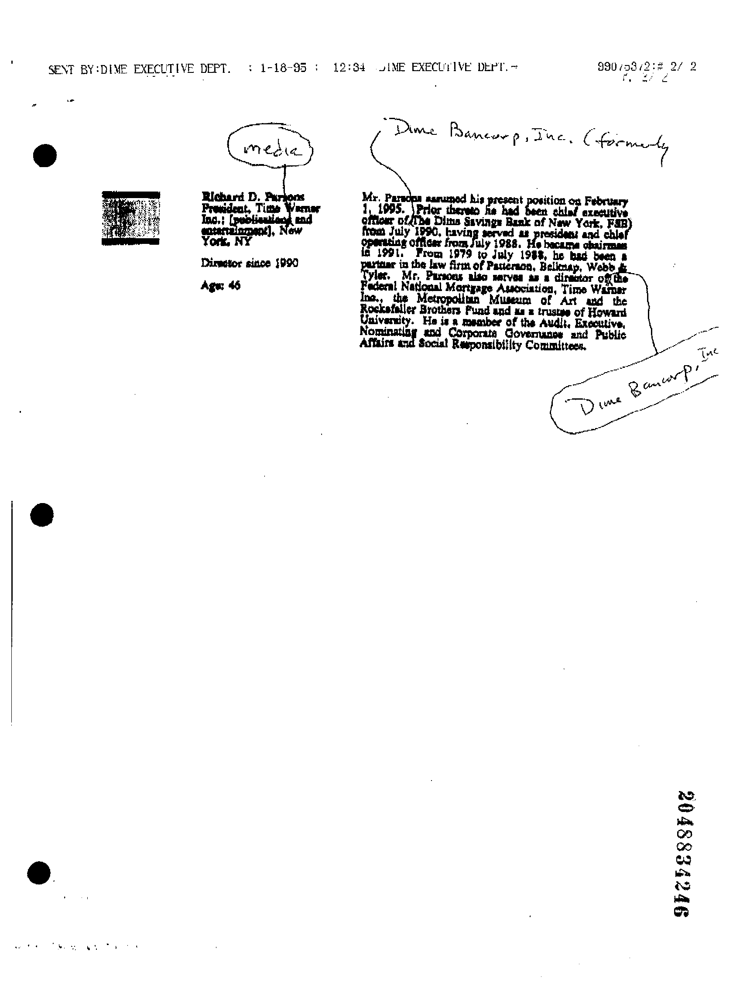 SENT BY:DIME EXECUTIVE DEPT. : 1-18-95 : 12:34 DIME EXECUTIVE DEPT.→ 2/ 2
media
Dime Bancorp, Inc. (formerly
Richard D. Parsons
President, Time Warner
Inc.; [publishing and
entertainment], New
York, NY
Director since 1990
Age: 46
Mr. Parsons assumed his present position on February
1, 1995. Prior thereto he had been chief executive
officer of/The Dime Savings Bank of New York, FSB)
from July 1990, having served as president and chief
operating officer from July 1988. He became chairman
in 1991. From 1979 to July 1988, he had been a
partner in the law firm of Patterson, Belknap, Webb &
Tyler. Mr. Parsons also serves as a director of the
Federal National Mortgage Association, Time Warner
Inc., the Metropolitan Museum of Art and the
Rockefeller Brothers Fund and as a trustee of Howard
University. He is a member of the Audit, Executive,
Nominating and Corporate Governance and Public
Affairs and Social Responsibility Committees.
Dime Bancorp, Inc
2048834246